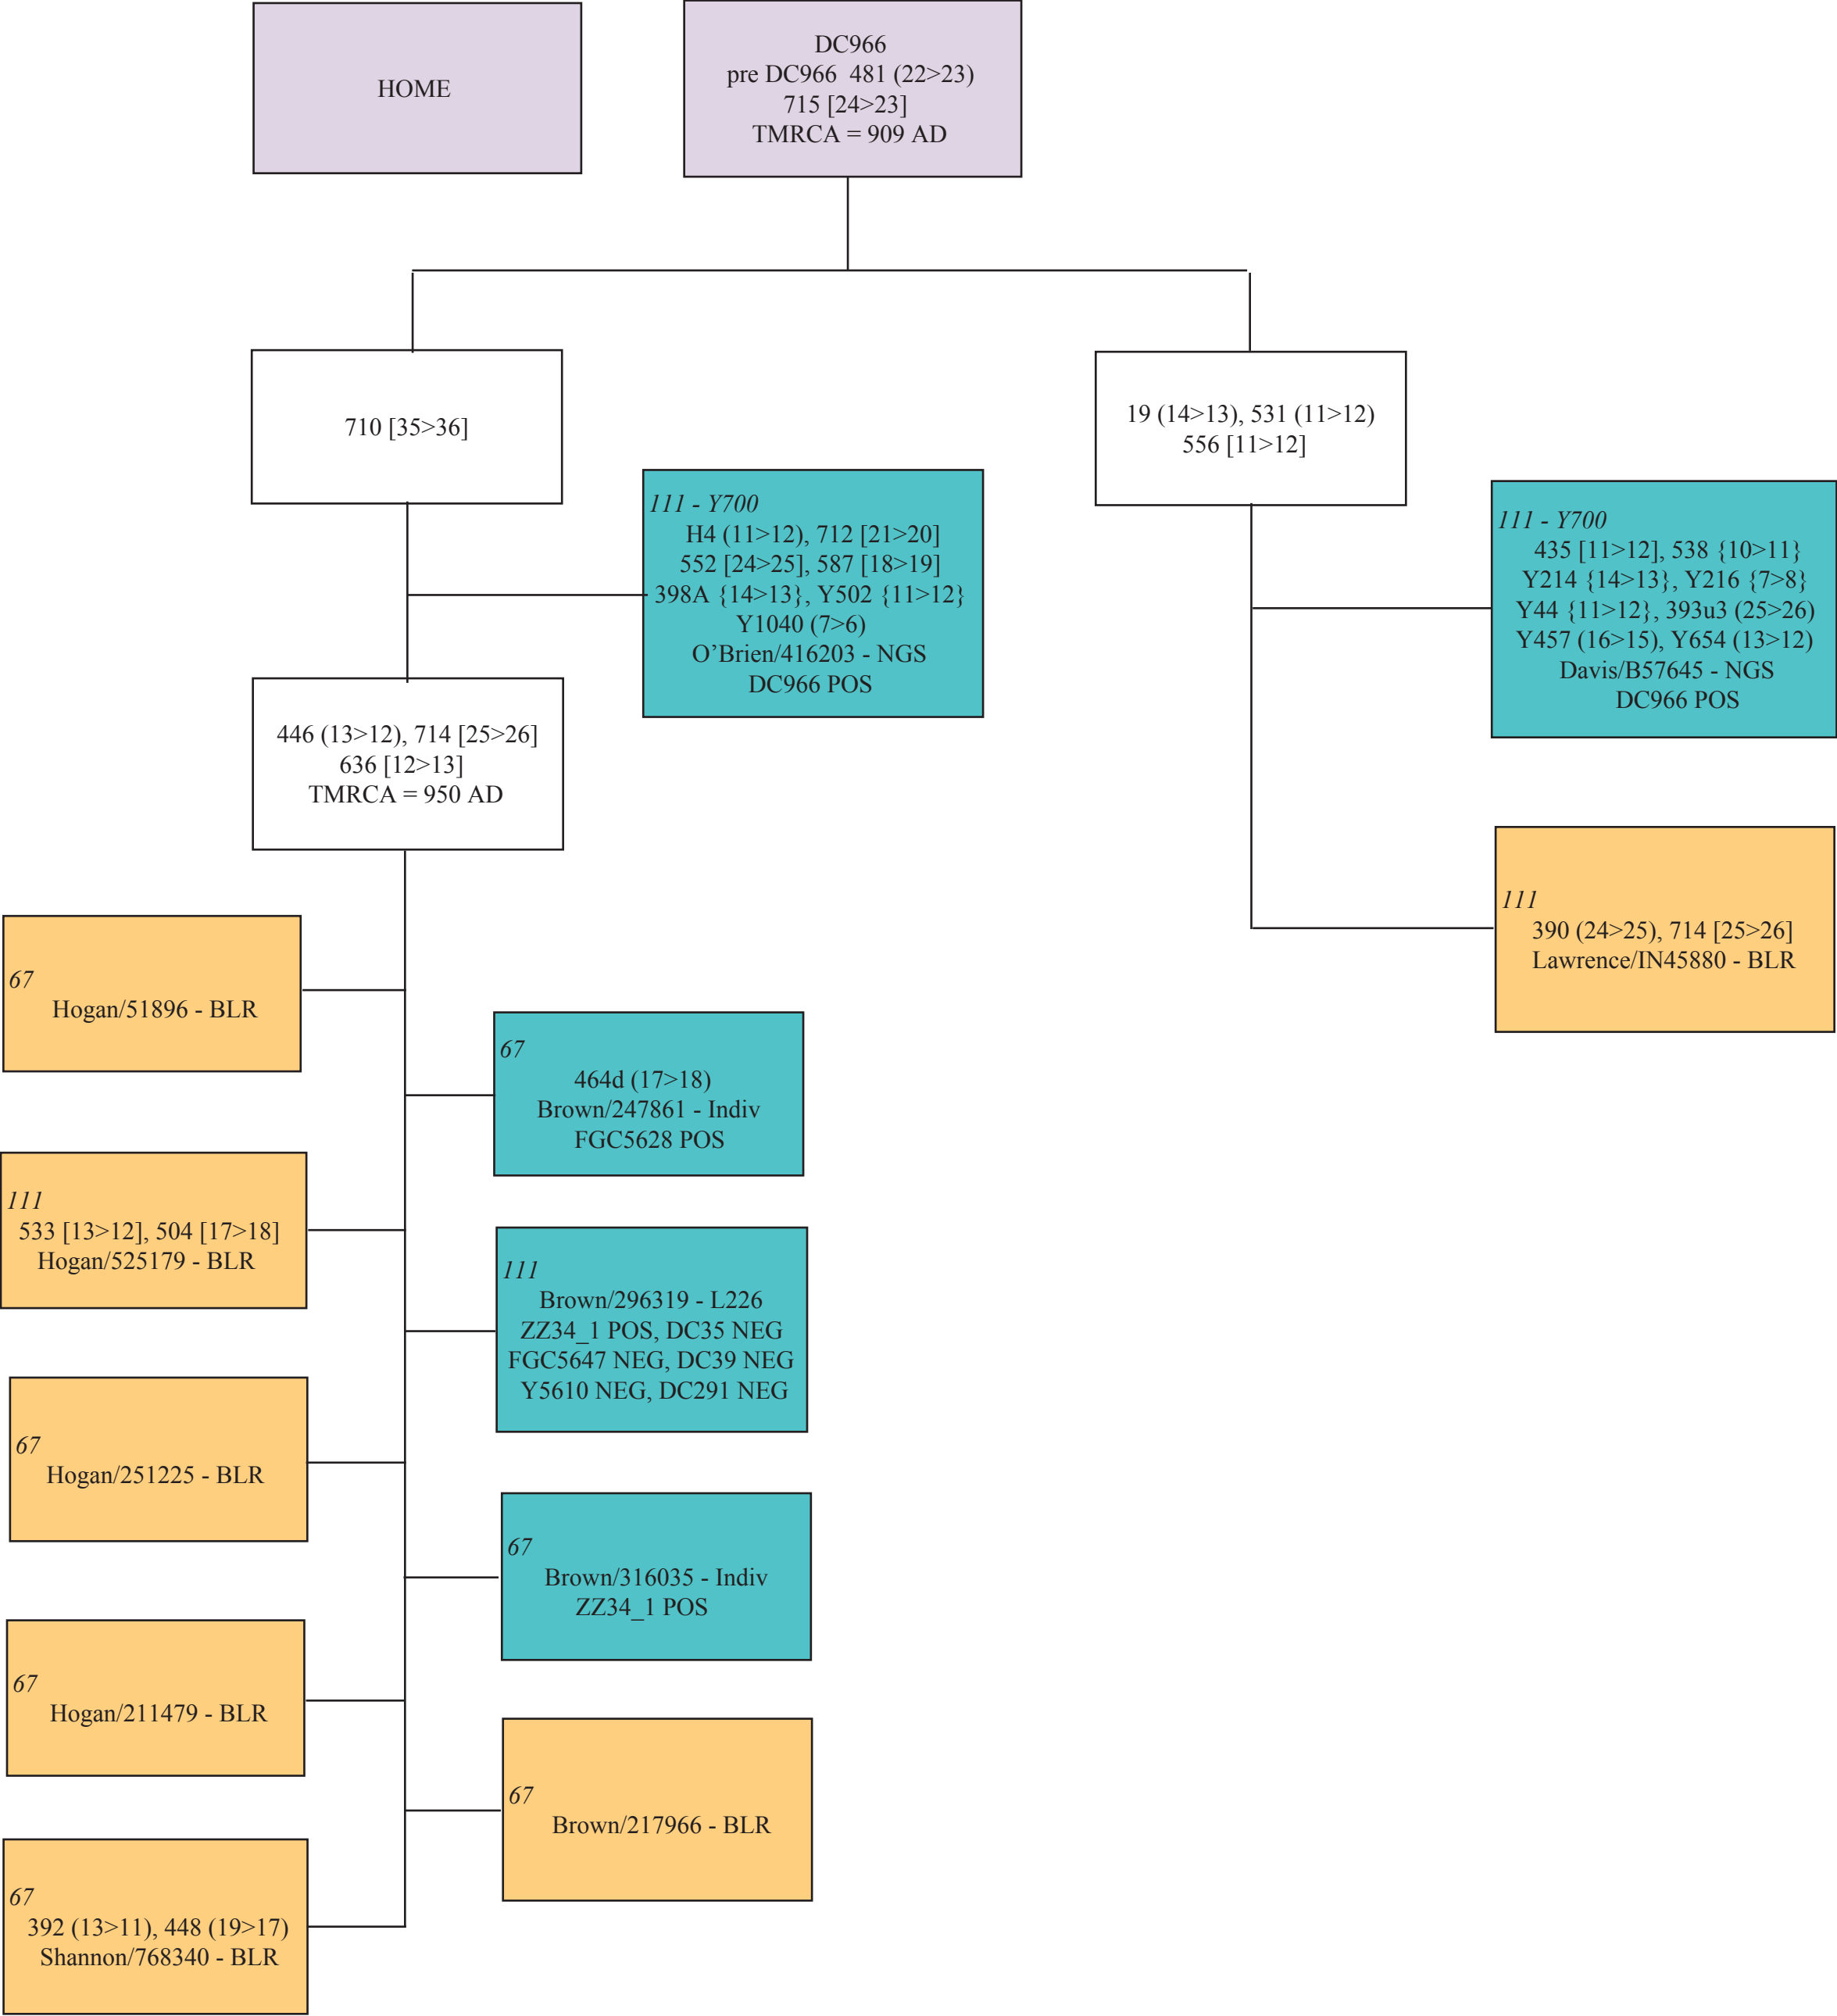 HOME
DC966
pre DC966  481 (22>23)
715 [24>23]
TMRCA = 909 AD
710 [35>36]
19 (14>13), 531 (11>12)
556 [11>12]
111 - Y700
H4 (11>12), 712 [21>20]
552 [24>25], 587 [18>19]
398A {14>13}, Y502 {11>12}
Y1040 (7>6)
O’Brien/416203 - NGS
DC966 POS
111 - Y700
435 [11>12], 538 {10>11}
Y214 {14>13}, Y216 {7>8}
Y44 {11>12}, 393u3 (25>26)
Y457 (16>15), Y654 (13>12)
Davis/B57645 - NGS
DC966 POS
446 (13>12), 714 [25>26]
636 [12>13]
TMRCA = 950 AD
111
390 (24>25), 714 [25>26]
Lawrence/IN45880 - BLR
67
Hogan/51896 - BLR
67
464d (17>18)
Brown/247861 - Indiv
FGC5628 POS
111
533 [13>12], 504 [17>18]
Hogan/525179 - BLR
111
Brown/296319 - L226
ZZ34_1 POS, DC35 NEG
FGC5647 NEG, DC39 NEG
Y5610 NEG, DC291 NEG
67
Hogan/251225 - BLR
67
Brown/316035 - Indiv
ZZ34_1 POS
67
Hogan/211479 - BLR
67
Brown/217966 - BLR
67
392 (13>11), 448 (19>17)
Shannon/768340 - BLR